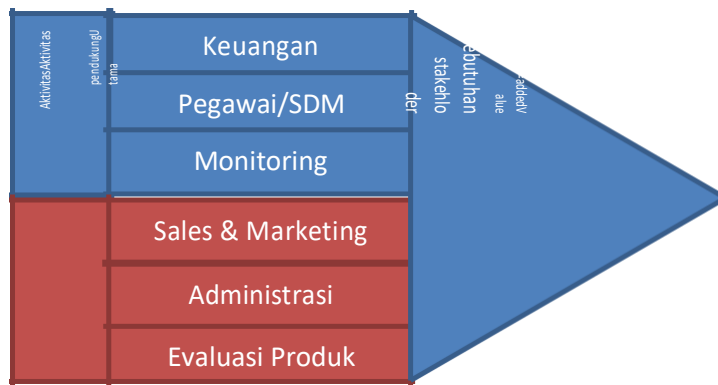 AktivitasAktivitas
pendukungU
tama
Keuangan
Pegawai/SDM
Monitoring
Sales & Marketing
Administrasi
Evaluasi Produk
ebutuhan
stakehlo
der
-addedV
alue